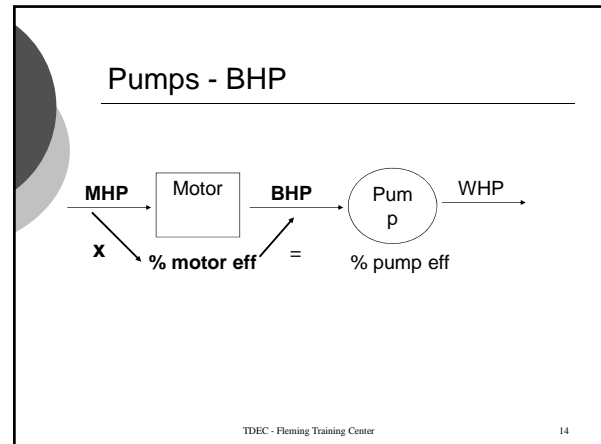 Pumps - BHP
MHP
Motor
BHP
Pum
p
WHP
x
% motor eff
=
% pump eff
TDEC - Fleming Training Center
14